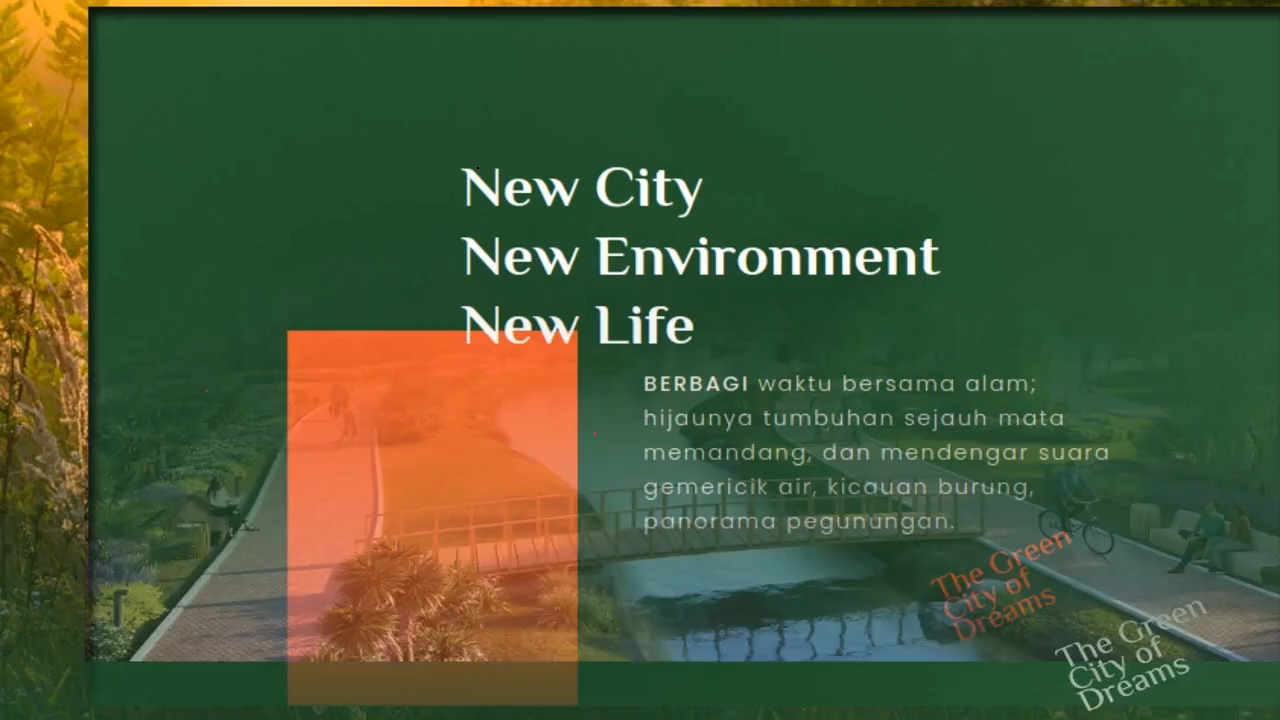 New City
New Environment
New Life
BERBAGI waktu bersama alam;
hijaunya tumbuhan sejauh mata
memandang, dan mendengar suara
gemericik air, kicauan burung,
panorama pegunungan.
The Green
City of
Dreams
The Green
City of
Dreams